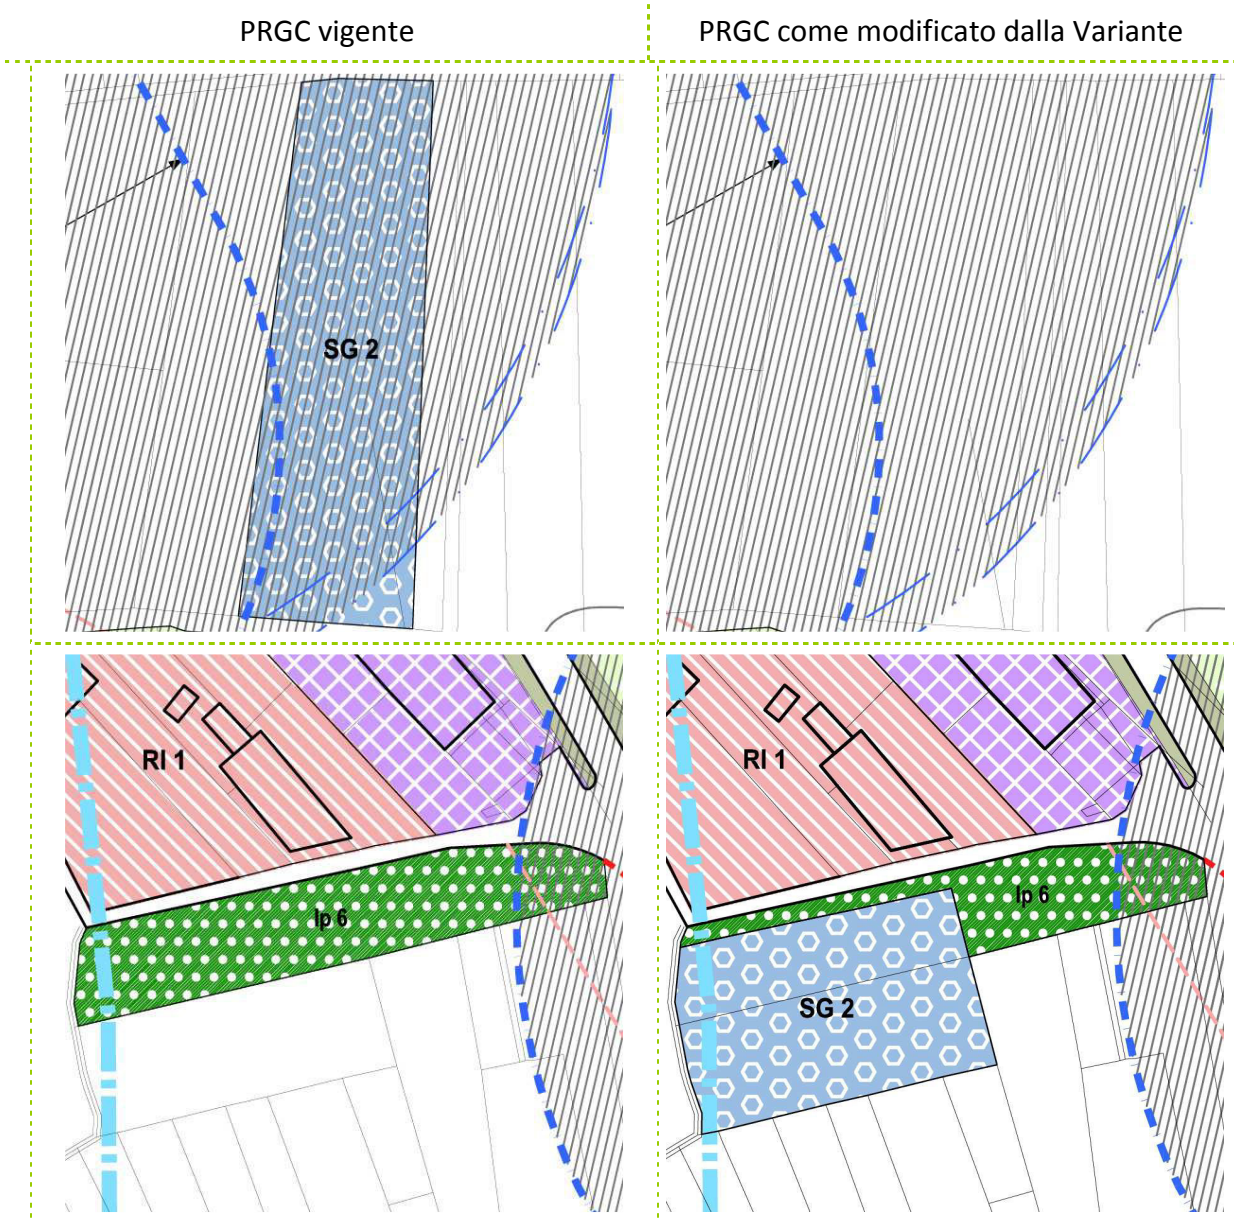 PRGC vigente
PRGC come modificato dalla Variante
SG 2
RI 1
Ip 6
RI 1
Ip 6
SG 2